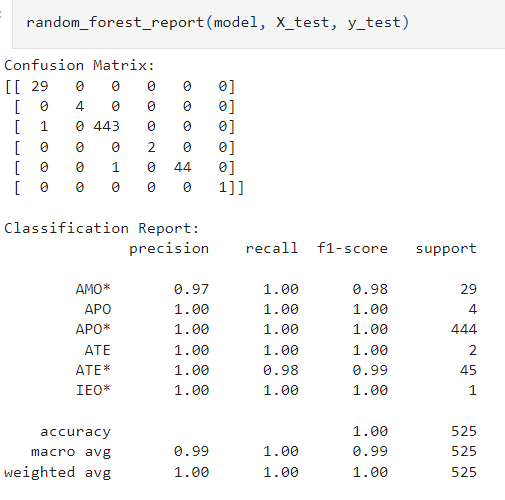 random_forest_report(model, X_test, y_test)
Confusion Matrix:
[[ 29   0   0   0   0   0]
 [  0   4   0   0   0   0]
 [  1   0 443   0   0   0]
 [  0   0   0   2   0   0]
 [  0   0   1   0  44   0]
 [  0   0   0   0   0   1]]
Classification Report:
              precision    recall  f1-score   support
        AMO*       0.97      1.00      0.98        29
         APO       1.00      1.00      1.00         4
        APO*       1.00      1.00      1.00       444
         ATE       1.00      1.00      1.00         2
        ATE*       1.00      0.98      0.99        45
        IEO*       1.00      1.00      1.00         1
    accuracy                           1.00       525
   macro avg       0.99      1.00      0.99       525
weighted avg       1.00      1.00      1.00       525